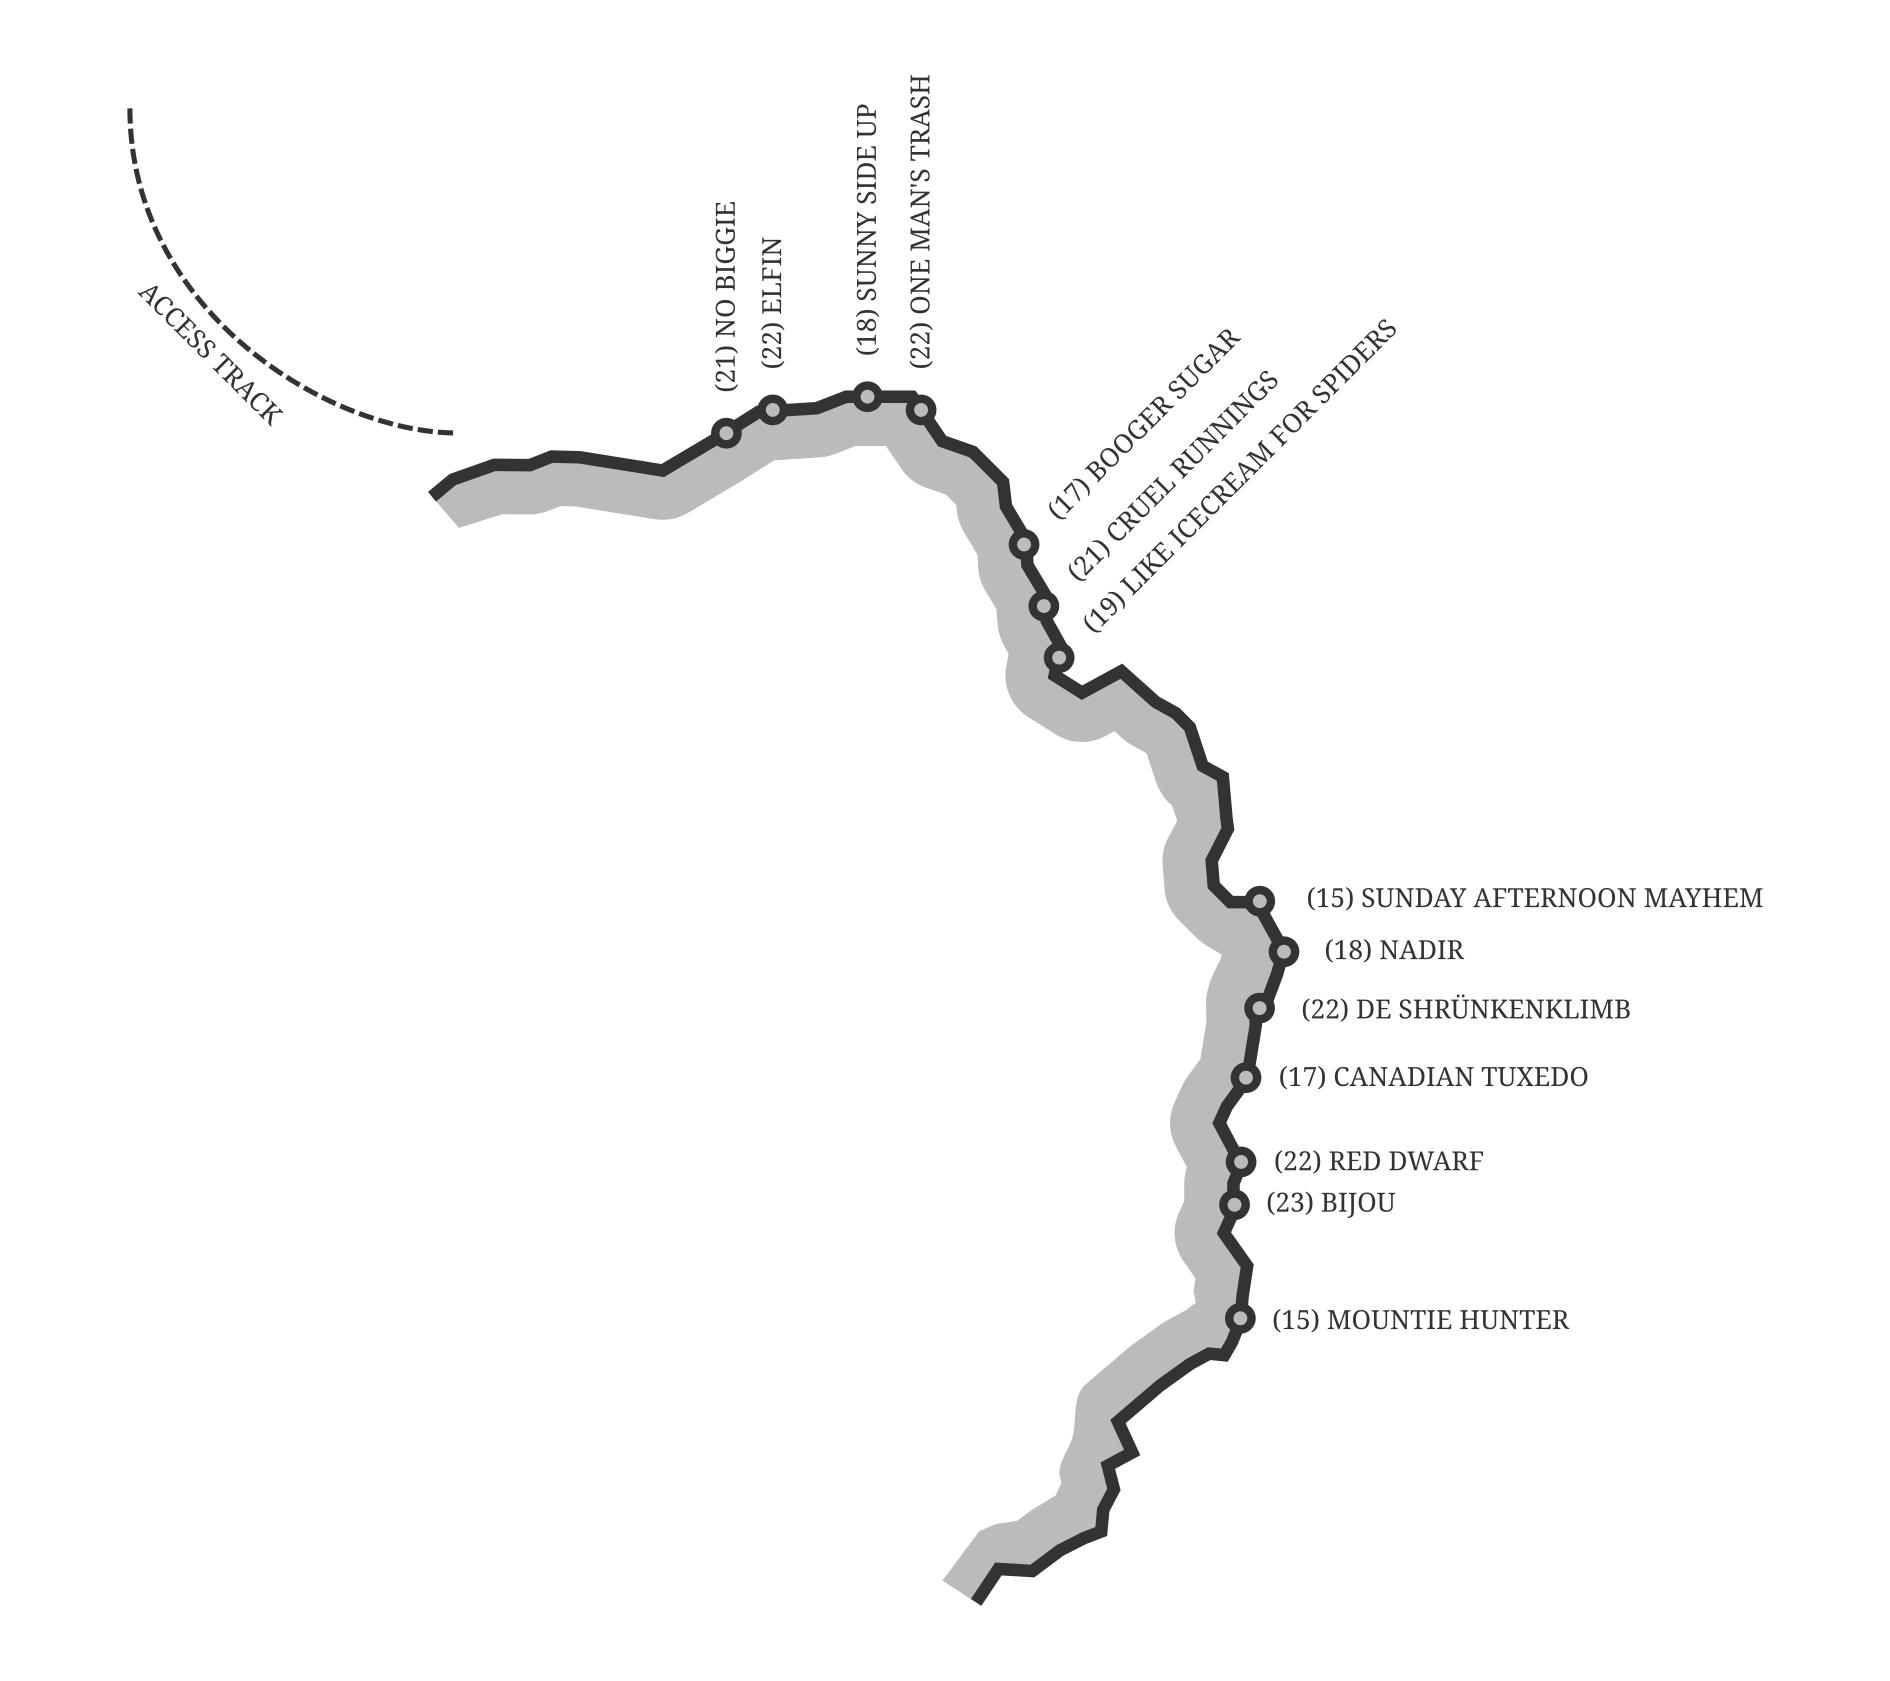 ACCESS TRACK
(21) NO BIGGIE
(22) ELFIN
(18) SUNNY SIDE UP
(22) ONE MAN'S TRASH
(17) BOOGER SUGAR
(21) CRUEL RUNNINGS
(19) LIKE ICECREAM FOR SPIDERS
(15) SUNDAY AFTERNOON MAYHEM
(18) NADIR
(22) DE SHRÜNKENKLIMB
(17) CANADIAN TUXEDO
(22) RED DWARF
(23) BIJOU
(15) MOUNTIE HUNTER